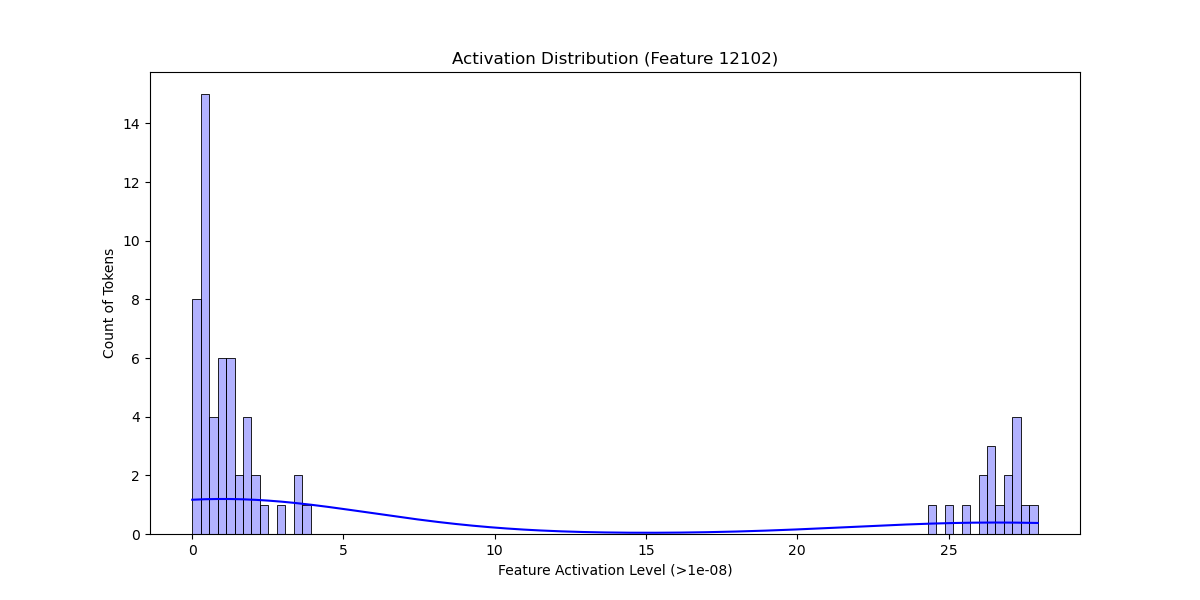 Activation Distribution (Feature 12102)
Count of Tokens
14
12
10
8
6
4
2
0
0 5 10 15 20 25
Feature Activation Level (>1e-08)